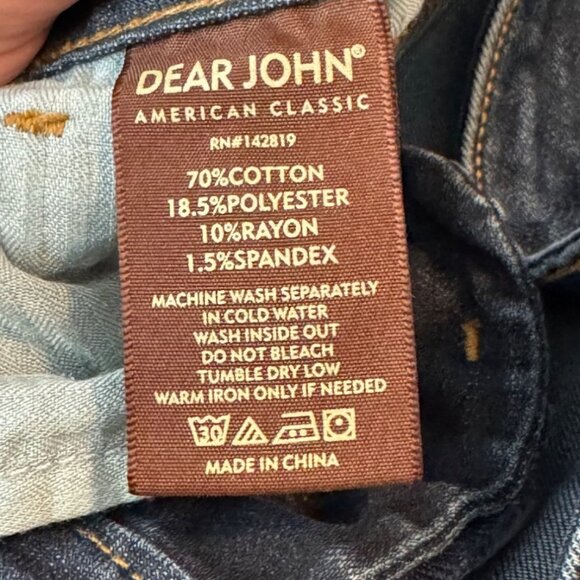 DEAR JOHN®
AMERICAN CLASSIC
RN#142819
70%COTTON
18.5%POLYESTER
10%RAYON
1.5%SPANDEX
MACHINE WASH SEPARATELY
IN COLD WATER
WASH INSIDE OUT
DO NOT BLEACH
TUMBLE DRY LOW
WARM IRON ONLY IF NEEDED
30
MADE IN CHINA